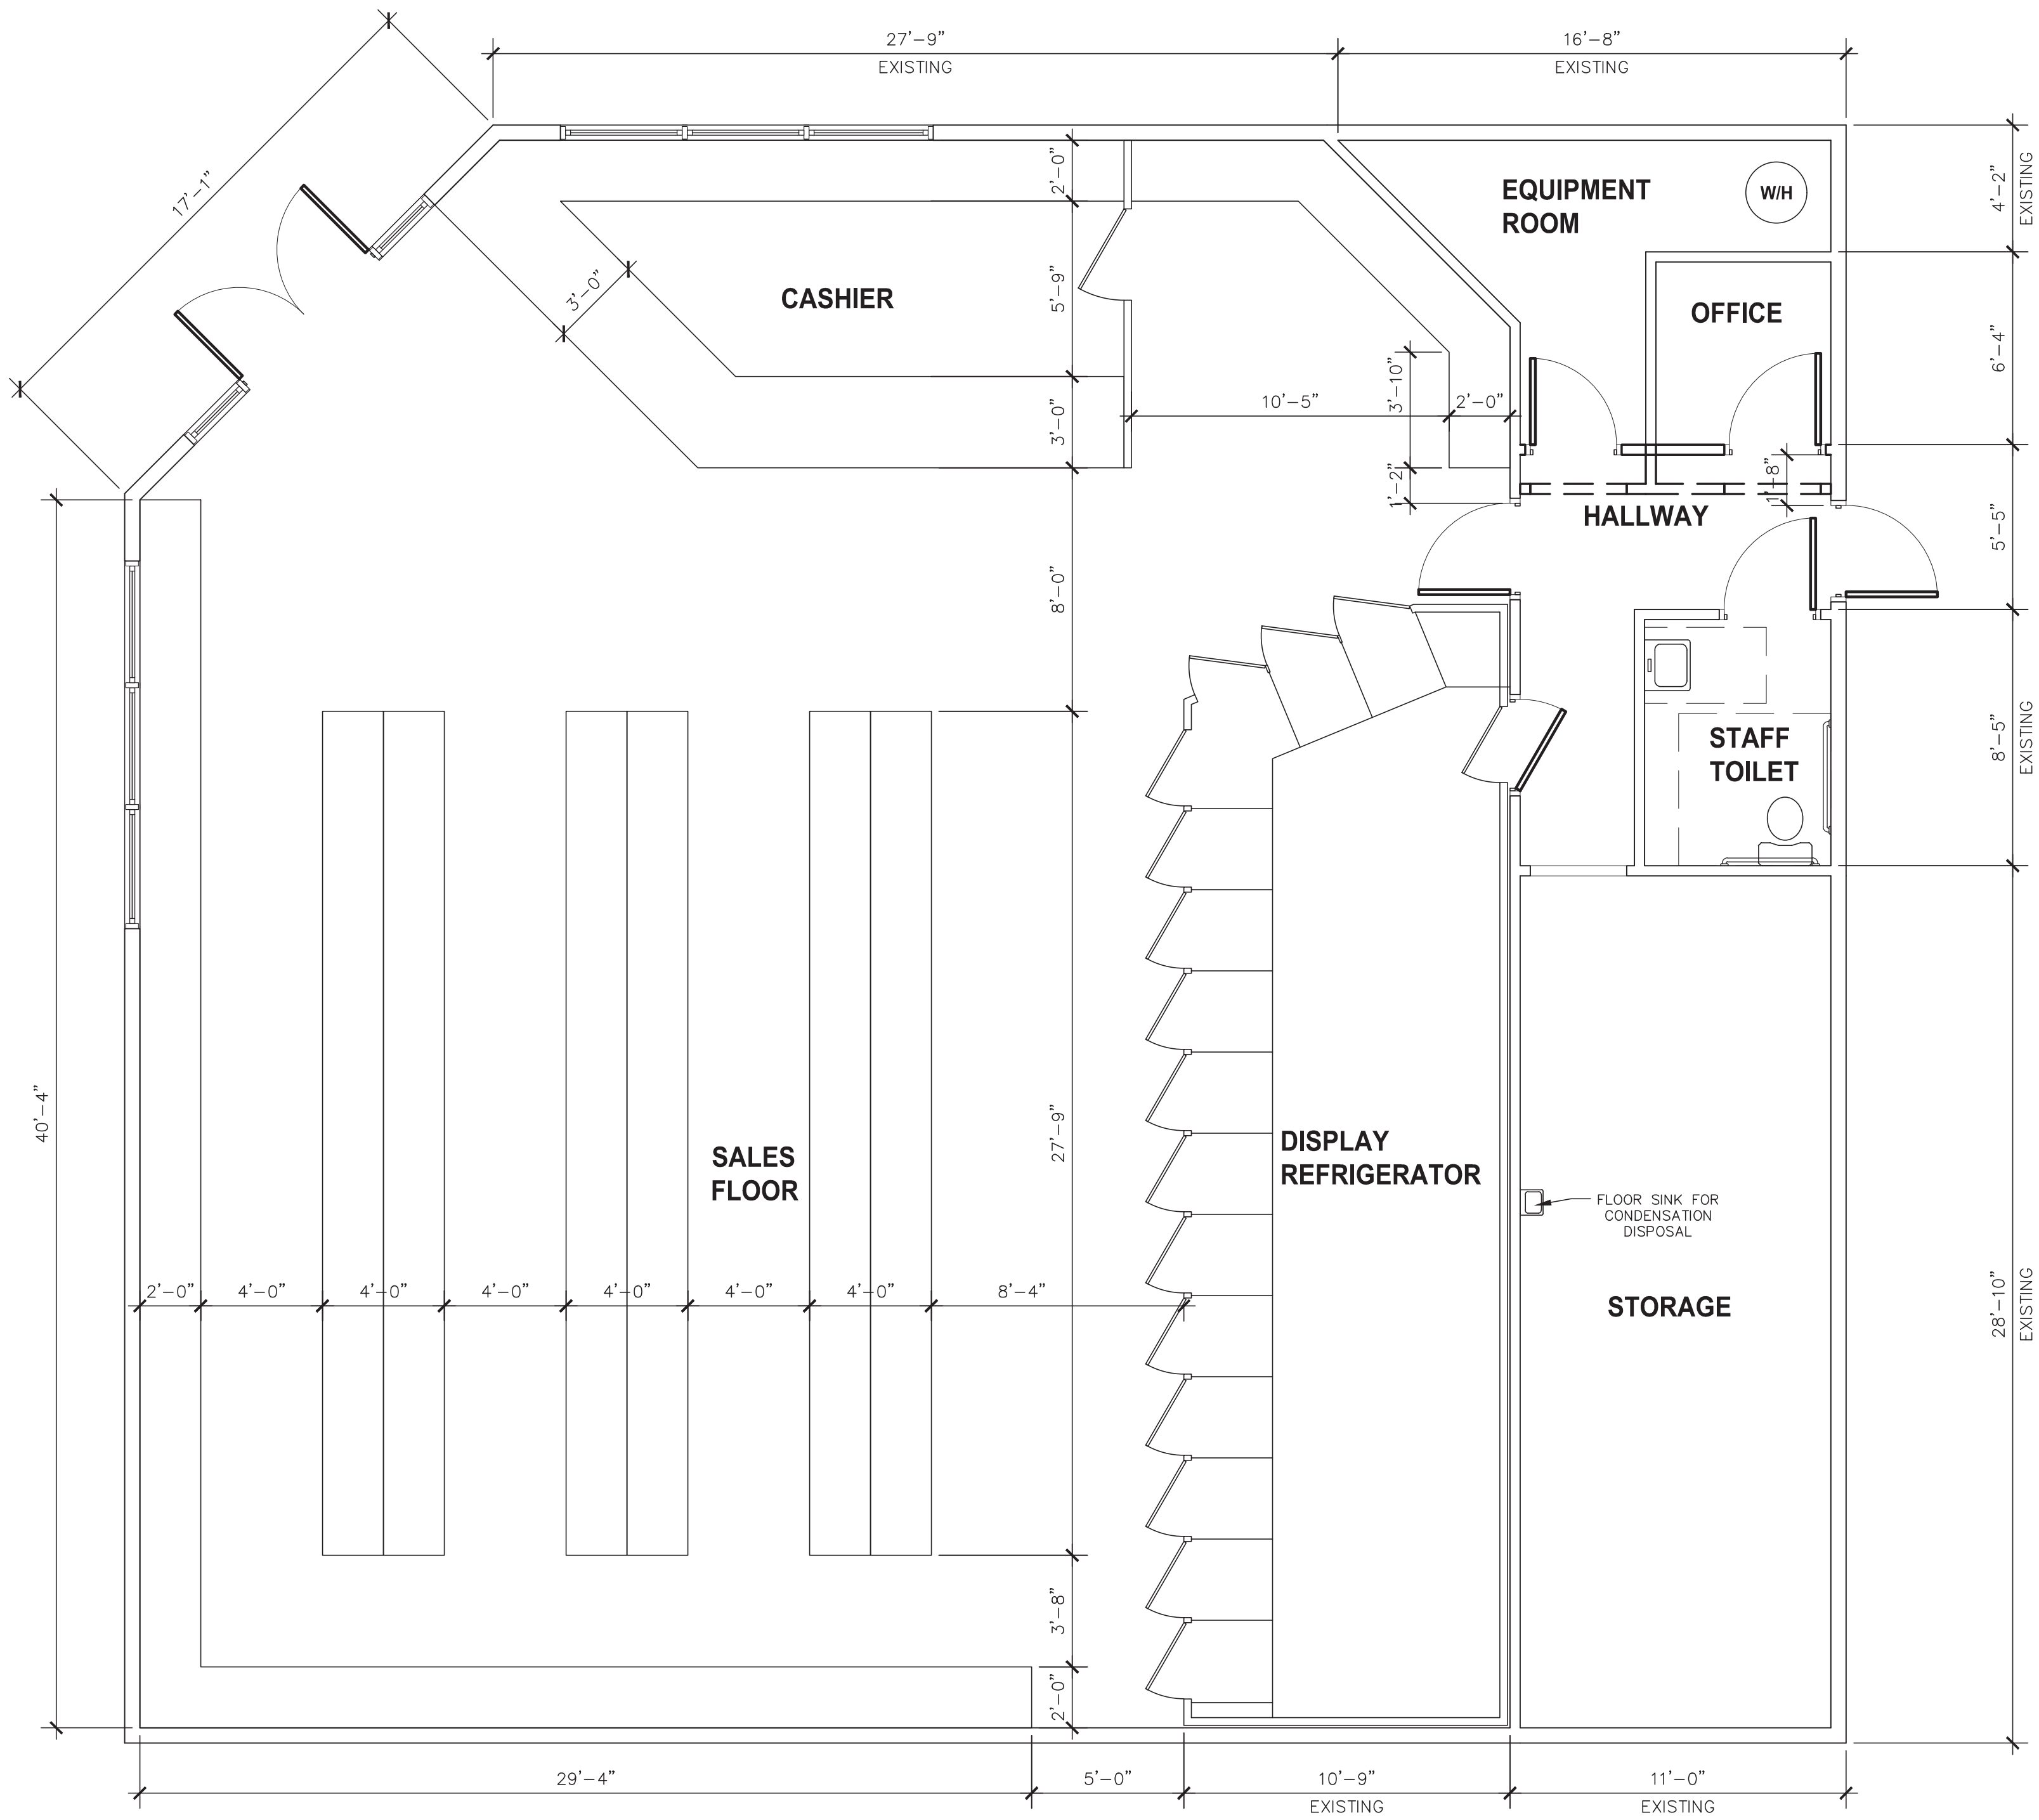 27'-9"
EXISTING
16'-8"
EXISTING
17'-1"
2'-0"
EQUIPMENT
ROOM
W/H
4'-2"
EXISTING
3'-0"
CASHIER
5'-9"
OFFICE
6'-4"
3'-10"
10'-5"
2'-0"
3'-0"
1'-2"
1'-8"
HALLWAY
5'-5"
8'-0"
STAFF
TOILET
8'-5"
EXISTING
40'-4"
27'-9"
SALES
FLOOR
DISPLAY
REFRIGERATOR
FLOOR SINK FOR
CONDENSATION
DISPOSAL
2'-0"
4'-0"
4'-0"
4'-0"
4'-0"
4'-0"
4'-0"
8'-4"
STORAGE
28'-10"
EXISTING
3'-8"
2'-0"
29'-4"
5'-0"
10'-9"
EXISTING
11'-0"
EXISTING